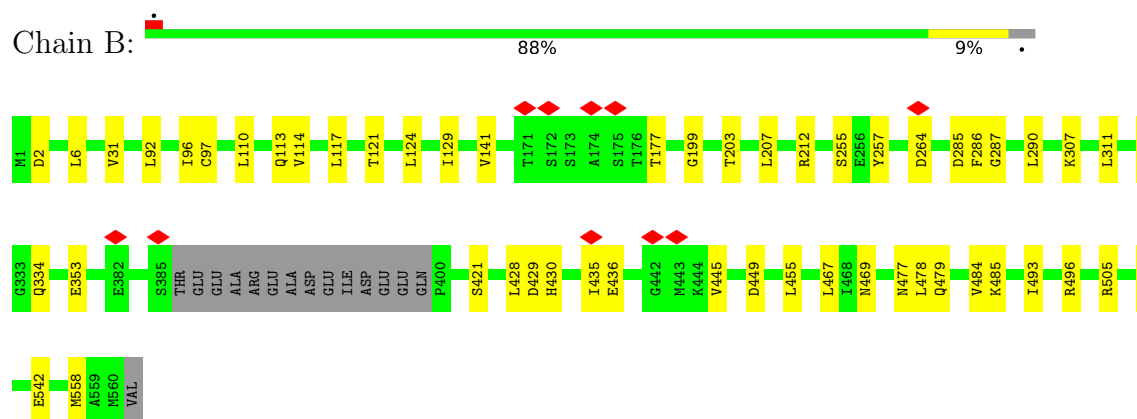 Chain B:
88% 9%
M1 D2 L6 V31 L92 I96 C97 L110 Q113 V114 L117 T121 L124 I129 V141 T171 S172 S173 A174 S175 T176 T177 G199 T203 L207 R212 S255 E256 Y257 D264 D285 F286 G287 L290 K307 L311
G333 Q334 E353 E382 S385 THR GLU GLU ALA ARG GLU ALA ASP GLU ILE ASP GLU GLU GLN P400 S421 L428 D429 H430 I435 E436 G442 M443 K444 V445 D449 L455 L467 I468 N469 N477 L478 Q479 V484 K485 I493 R496 R505
E542 M558 A559 M560 VAL